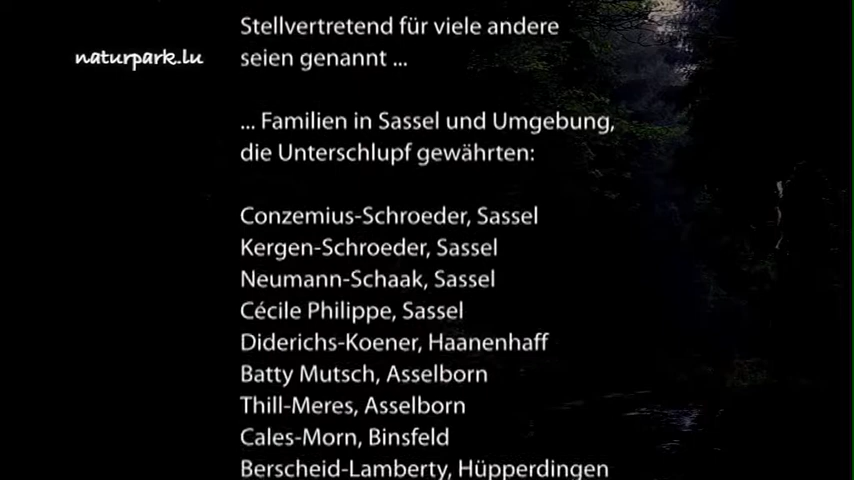 Stellvertretend für viele andere
naturpark.lu
seien genannt ...
... Familien in Sassel und Umgebung,
die Unterschlupf gewährten:
Conzemius-Schroeder, Sassel
Kergen-Schroeder, Sassel
Neumann-Schaak, Sassel
Cécile Philippe, Sassel
Diderichs-Koener, Haanenhaff
Batty Mutsch, Asselborn
Thill-Meres, Asselborn
Cales-Morn, Binsfeld
Berscheid-Lamberty, Hüpperdingen